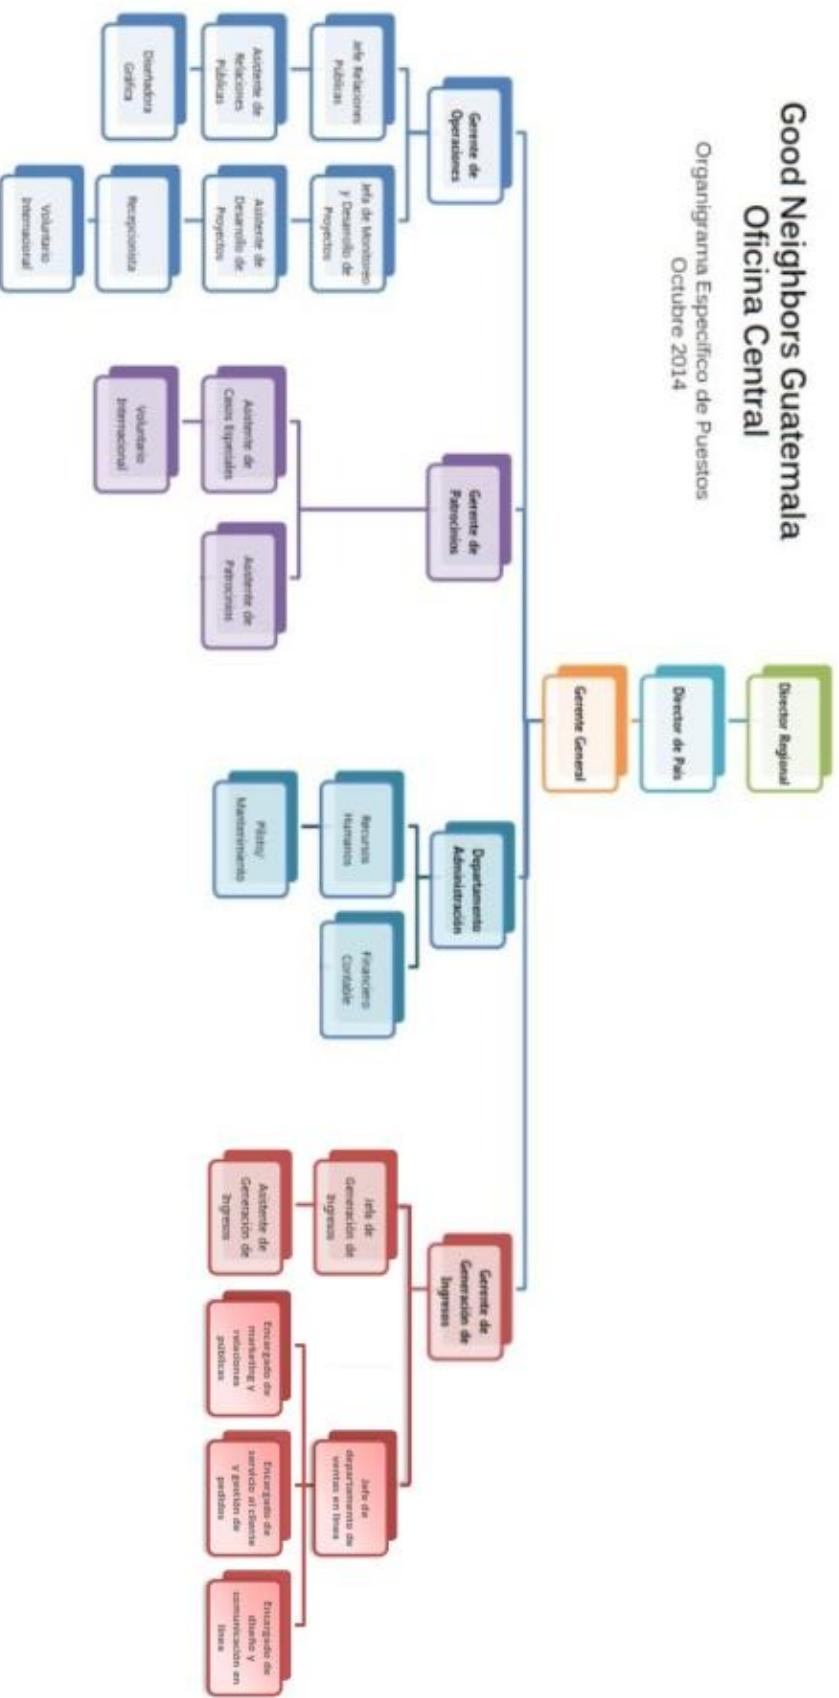 Good Neighbors Guatemala
Oficina Central
Organigrama Específico de Puestos
Octubre 2014
Director Regional
Director de País
Gerente General
Gerente de
Operaciones
Jefe Relaciones
Públicas
Asistente de
Relaciones
Públicas
Diseñadora
Gráfica
Jefa de Monitoreo
y Desarrollo de
Proyectos
Asistente de
Desarrollo de
Proyectos
Recepcionista
Voluntario
Internacional
Gerente de
Patrocinios
Asistente de
Casos Especiales
Voluntario
Internacional
Asistente de
Patrocinios
Departamento
Administración
Recursos
Humanos
Piloto/
Mantenimiento
Financiero
Contable
Gerente de
Generación de
Ingresos
Jefa de
Generación de
Ingresos
Asistente de
Generación de
Ingresos
Jefe de
departamento de
ventas en línea
Encargado de
marketing y
relaciones
públicas
Encargado de
servicio al cliente
y gestión de
pedidos
Encargado de
diseño y
comunicación en
línea